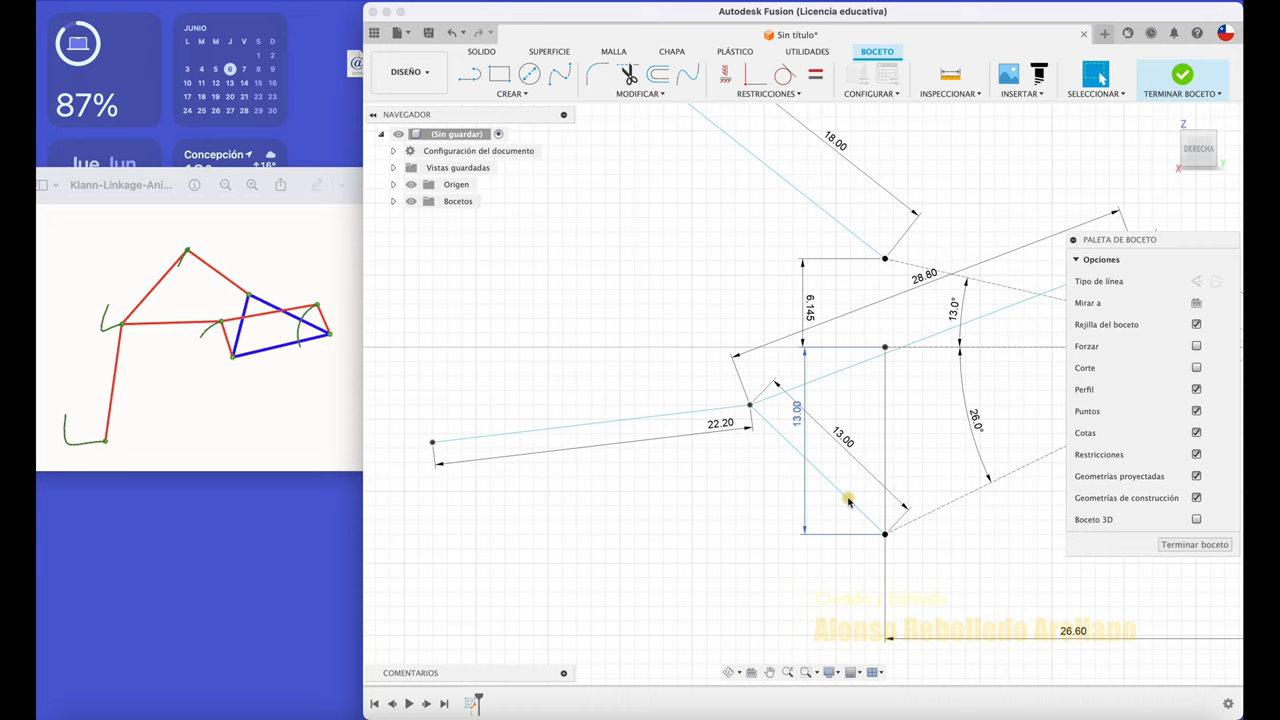 Autodesk Fusion (Licencia educativa)
Sin título*
SOLIDO
SUPERFICIE
MALLA
CHAPA
PLÁSTICO
UTILIDADES
BOCETO
DISEÑO
CREAR
MODIFICAR
RESTRICCIONES
CONFIGURAR
INSPECCIONAR
INSERTAR
SELECCIONAR
TERMINAR BOCETO
NAVEGADOR
(Sin guardar)
Configuración del documento
Vistas guardadas
Origen
Bocetos
87%
JUNIO
L M M J V S D
1 2
3 4 5 6 7 8 9
10 11 12 13 14 15 16
17 18 19 20 21 22 23
24 25 26 27 28 29 30
Concepción
16°
Klann-Linkage-Ani...
Z
DERECHA
X
Y
18.00
28.80
6.145
13.0°
13.00
13.00
26.0°
22.20
26.60
PALETA DE BOCETO
Opciones
Tipo de línea
Mirar a
Rejilla del boceto
Forzar
Corte
Perfil
Puntos
Cotas
Restricciones
Geometrías proyectadas
Geometrías de construcción
Boceto 3D
Terminar boceto
Creado y Editado
Alonso Rebolledo Arellano
COMENTARIOS